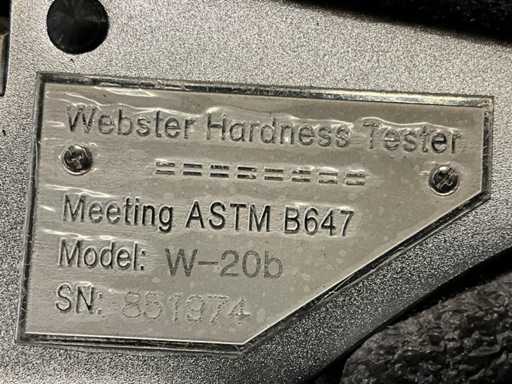 Webster Hardness Tester
========
Meeting ASTM B647
Model: W-20b
SN: 851974